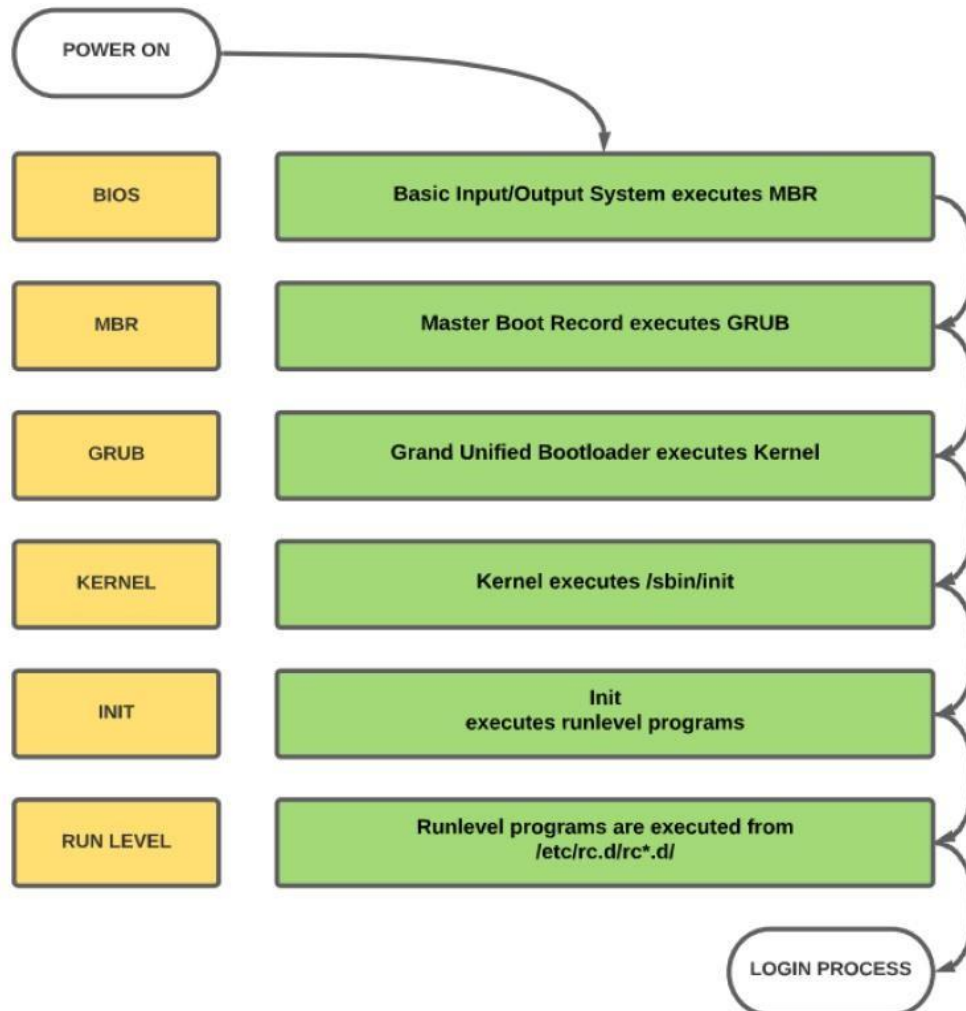 POWER ON
BIOS
Basic Input/Output System executes MBR
MBR
Master Boot Record executes GRUB
GRUB
Grand Unified Bootloader executes Kernel
KERNEL
Kernel executes /sbin/init
INIT
Init
executes runlevel programs
RUN LEVEL
Runlevel programs are executed from
/etc/rc.d/rc*.d/
LOGIN PROCESS